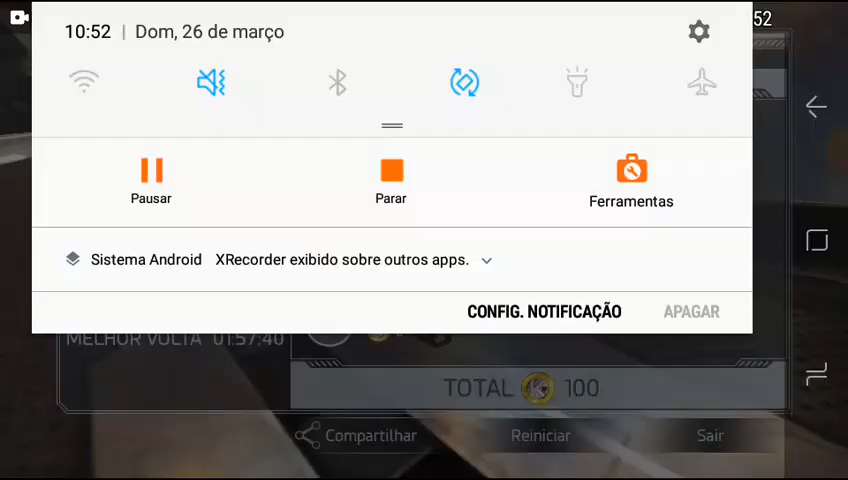 10:52 | Dom, 26 de março
52
Pausar
Parar
Ferramentas
Sistema Android XRecorder exibido sobre outros apps.
CONFIG. NOTIFICAÇÃO
APAGAR
MELHOR VOLTA 01:57:40
TOTAL 100
Compartilhar
Reiniciar
Sair